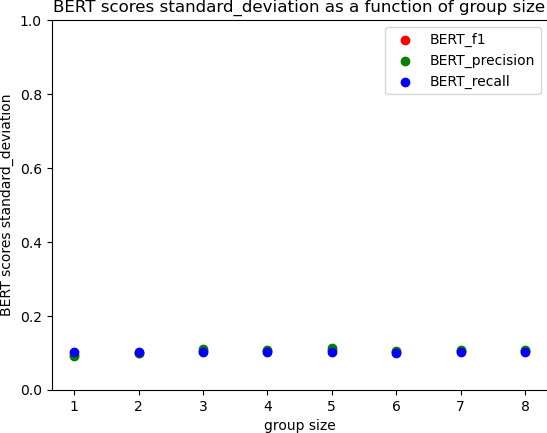 BERT scores standard_deviation as a function of group size
BERT_f1
BERT_precision
BERT_recall
BERT scores standard_deviation
1.0
0.8
0.6
0.4
0.2
0.0
1 2 3 4 5 6 7 8
group size